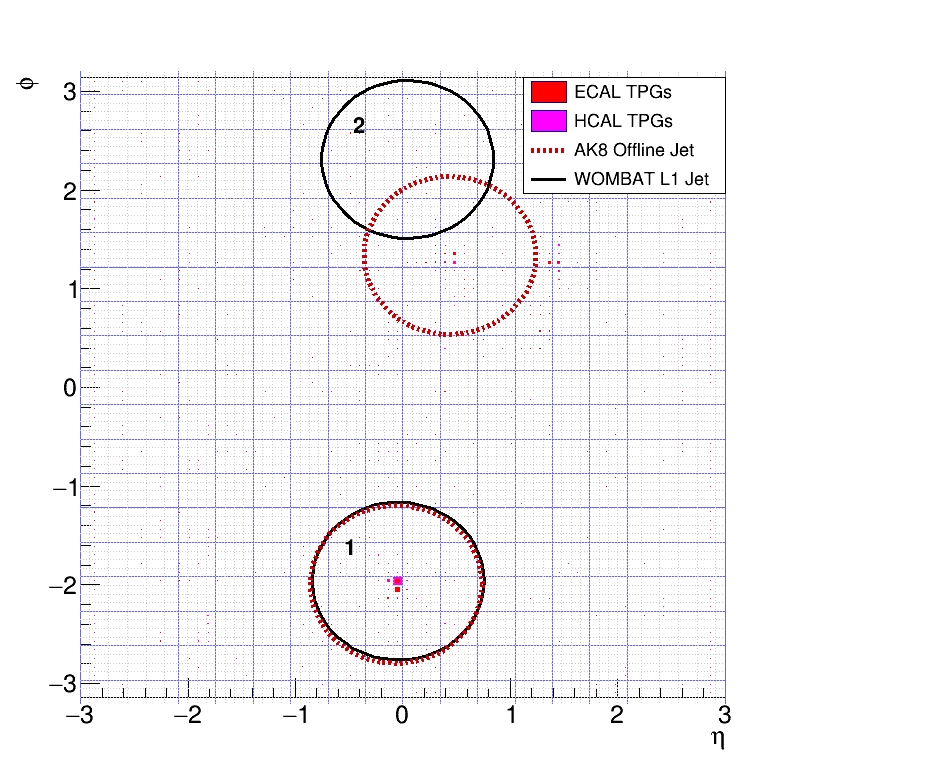 ϕ
3
2
1
0
−1
−2
−3
2
1
ECAL TPGs
HCAL TPGs
AK8 Offline Jet
WOMBAT L1 Jet
−3 −2 −1 0 1 2 3
η